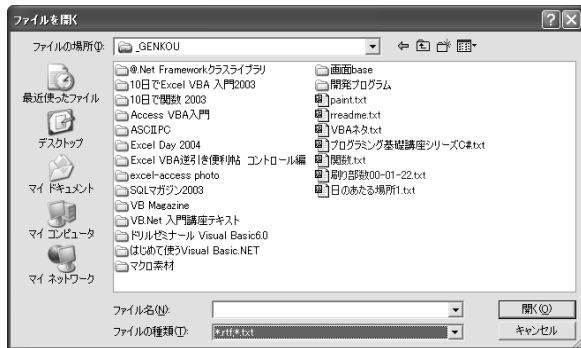 ファイルを開く
ファイルの場所(I):
_GENKOU
最近使ったファイル
デスクトップ
マイ ドキュメント
マイ コンピュータ
マイ ネットワーク
@.Net Frameworkクラスライブラリ
10日でExcel VBA 入門2003
10日で関数 2003
Access VBA入門
ASCIIPC
Excel Day 2004
Excel VBA逆引き便利帖 コントロール編
excel-access photo
SQLマガジン2003
VB Magazine
VB.Net 入門講座テキスト
ドリルゼミナール Visual Basic6.0
はじめて使うVisual Basic.NET
マクロ素材
画面base
開発プログラム
paint.txt
rreadme.txt
VBAネタ.txt
プログラミング基礎講座シリーズC#.txt
関数.txt
刷り部数00-01-22.txt
日のあたる場所1.txt
ファイル名(N):
開く(O)
ファイルの種類(T):
*.rtf;*.txt
キャンセル